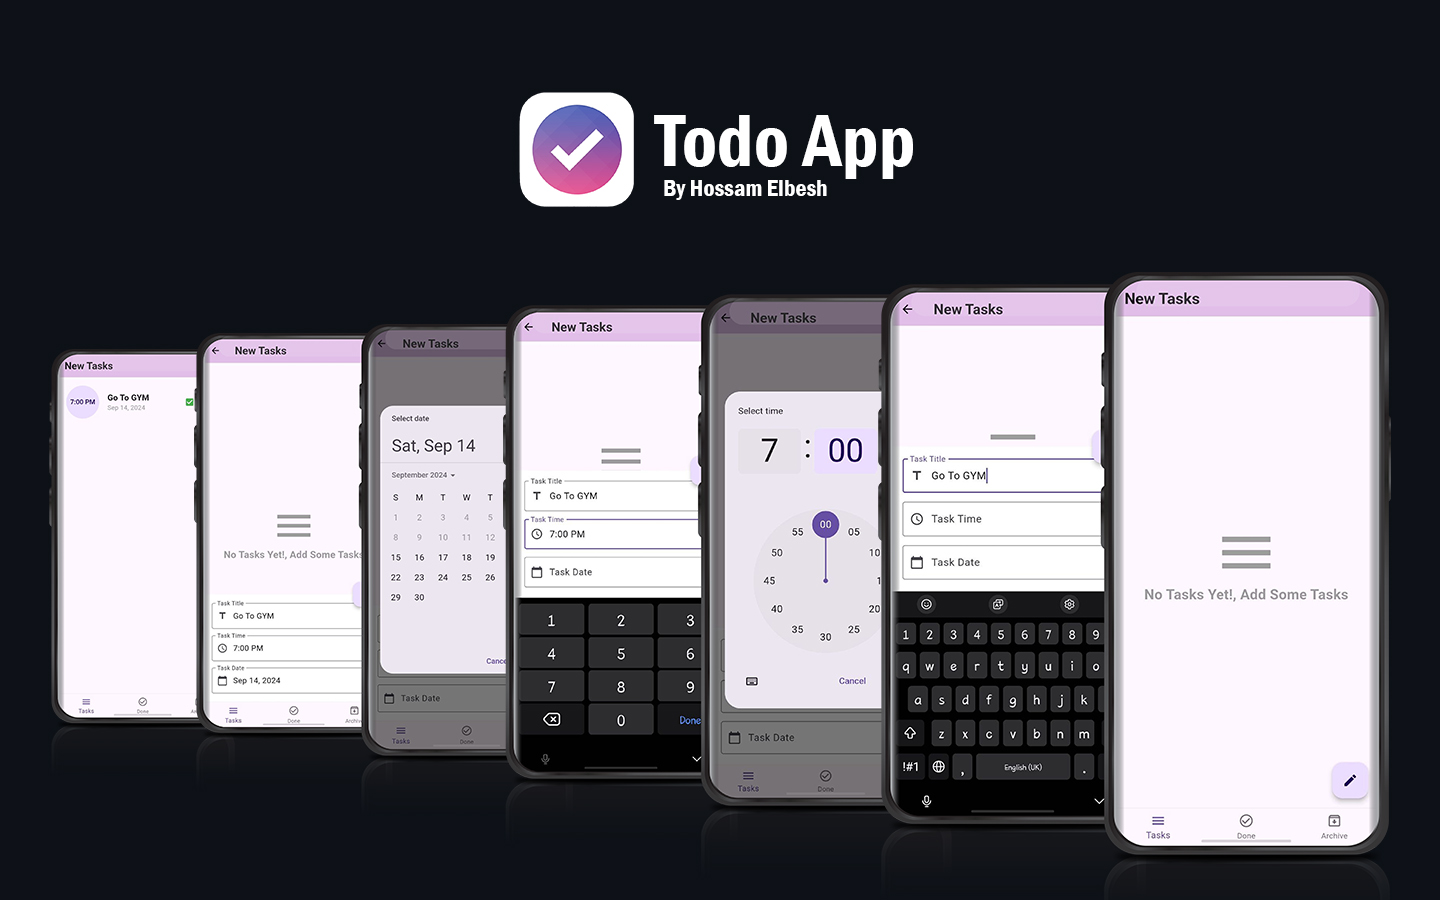 Todo App
By Hossam Elbesh
New Tasks
7:00 PM
Go To GYM
Sep 14, 2024
Tasks
Done
New Tasks
No Tasks Yet!, Add Some Tasks
Task Title
Go To GYM
Task Time
7:00 PM
Task Date
Sep 14, 2024
Tasks
Done
New Tasks
Select date
Sat, Sep 14
September 2024
S M T W T
1 2 3 4 5
8 9 10 11 12
15 16 17 18 19
22 23 24 25 26
29 30
Task Date
Tasks
Done
New Tasks
Task Title
Go To GYM
Task Time
7:00 PM
Task Date
1 2 3
4 5 6
7 8 9
0 Done
New Tasks
Select time
7 : 00
00
55 05
50 10
45
40 20
35 25
30
Cancel
Task Date
Tasks
Done
New Tasks
Task Title
Go To GYM
Task Time
Task Date
1 2 3 4 5 6 7 8 9
q w e r t y u i o
a s d f g h j k
z x c v b n m
!#1 , English (UK) .
New Tasks
No Tasks Yet!, Add Some Tasks
Tasks
Done
Archive